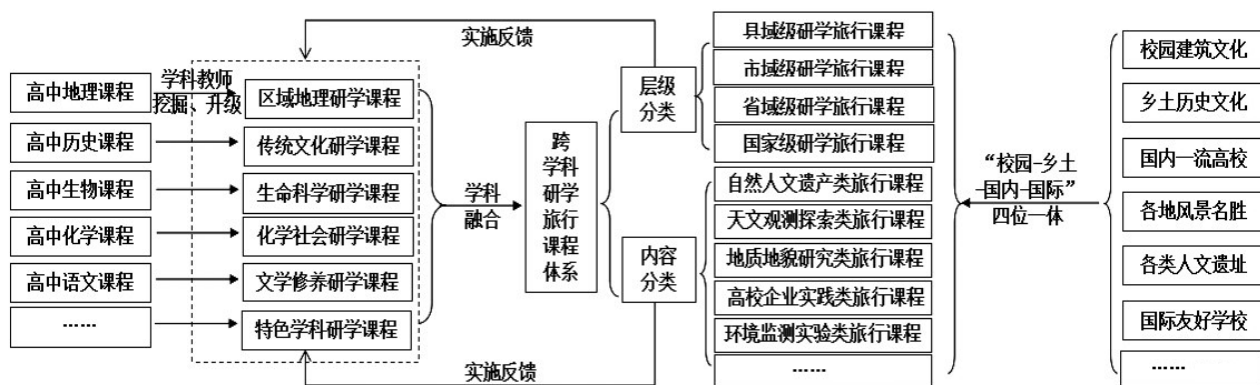 实施反馈
高中地理课程
高中历史课程
高中生物课程
高中化学课程
高中语文课程
……
学科教师
挖掘、升级
区域地理研学课程
传统文化研学课程
生命科学研学课程
化学社会研学课程
文学修养研学课程
特色学科研学课程
学科
融合
跨
学科
研学
旅行
课程
体系
层级
分类
内容
分类
县域级研学旅行课程
市域级研学旅行课程
省域级研学旅行课程
国家级研学旅行课程
自然人文遗产类旅行课程
天文观测探索类旅行课程
地质地貌研究类旅行课程
高校企业实践类旅行课程
环境监测实验类旅行课程
……
“校园-乡土
-国内-国际”
四位一体
校园建筑文化
乡土历史文化
国内一流高校
各地风景名胜
各类人文遗址
国际友好学校
……
实施反馈